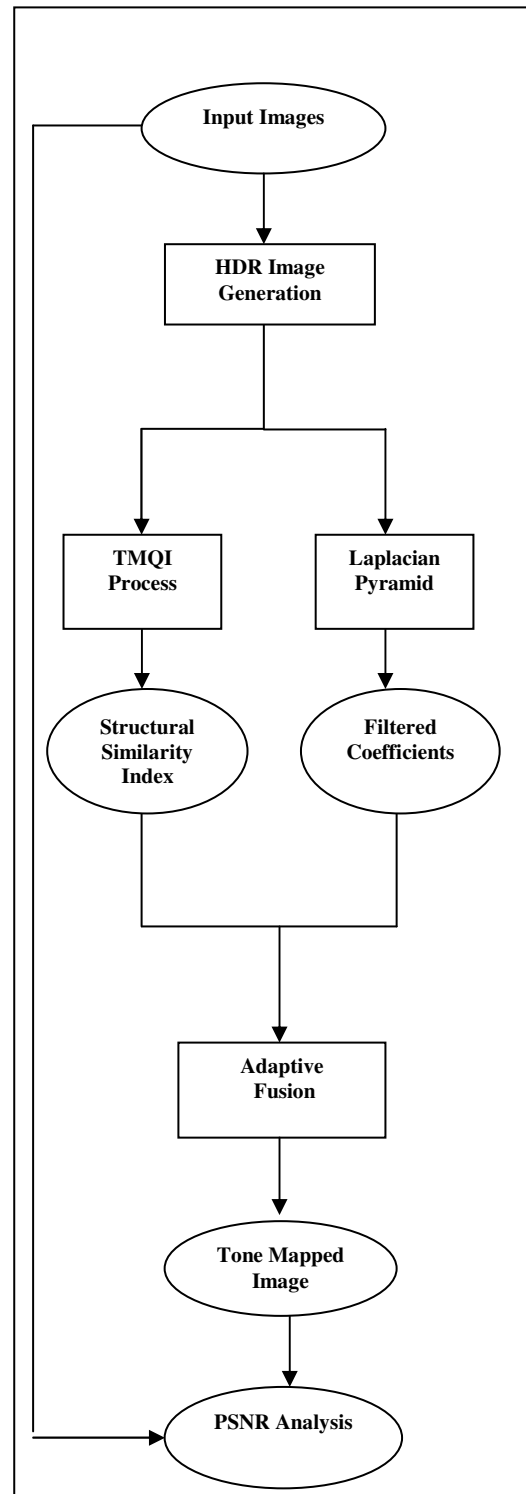 Input Images
HDR Image
Generation
TMQI
Process
Laplacian
Pyramid
Structural
Similarity
Index
Filtered
Coefficients
Adaptive
Fusion
Tone Mapped
Image
PSNR Analysis